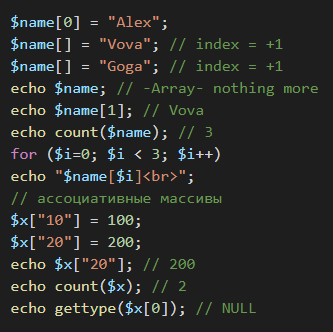 $name[0] = "Alex";
$name[] = "Vova"; // index = +1
$name[] = "Goga"; // index = +1
echo $name; // -Array- nothing more
echo $name[1]; // Vova
echo count($name); // 3
for ($i=0; $i < 3; $i++)
echo "$name[$i]<br>";
// ассоциативные массивы
$x["10"] = 100;
$x["20"] = 200;
echo $x["20"]; // 200
echo count($x); // 2
echo gettype($x[0]); // NULL